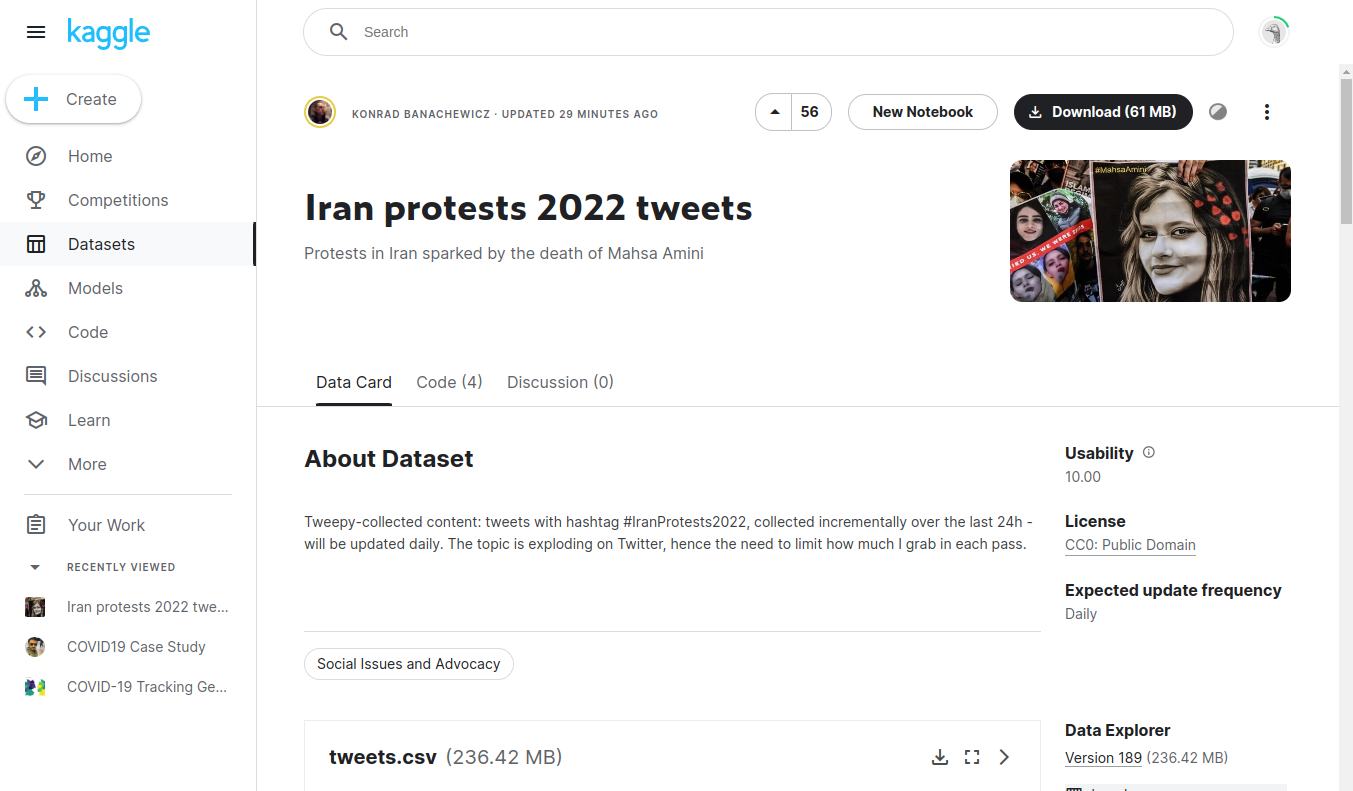 kaggle
Search
Create
Home
Competitions
Datasets
Models
Code
Discussions
Learn
More
Your Work
RECENTLY VIEWED
Iran protests 2022 twe...
COVID19 Case Study
COVID-19 Tracking Ge...
KONRAD BANACHEWICZ · UPDATED 29 MINUTES AGO
56
New Notebook
Download (61 MB)
Iran protests 2022 tweets
Protests in Iran sparked by the death of Mahsa Amini
#MahsaAmini
Data Card
Code (4)
Discussion (0)
About Dataset
Tweepy-collected content: tweets with hashtag #IranProtests2022, collected incrementally over the last 24h -
will be updated daily. The topic is exploding on Twitter, hence the need to limit how much I grab in each pass.
Social Issues and Advocacy
tweets.csv (236.42 MB)
Usability
10.00
License
CC0: Public Domain
Expected update frequency
Daily
Data Explorer
Version 189 (236.42 MB)